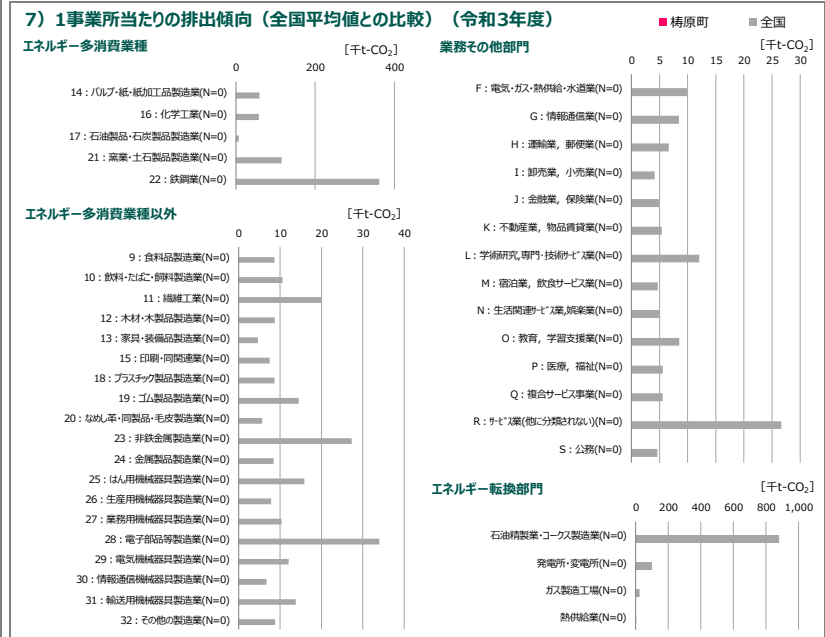 7）1事業所当たりの排出傾向（全国平均値との比較）（令和3年度）
■梼原町 ■全国
エネルギー多消費業種
[千t-CO₂]
0 200 400
14：パルプ・紙・紙加工品製造業(N=0)
16：化学工業(N=0)
17：石油製品・石炭製品製造業(N=0)
21：窯業・土石製品製造業(N=0)
22：鉄鋼業(N=0)
エネルギー多消費業種以外
[千t-CO₂]
0 10 20 30 40
9：食料品製造業(N=0)
10：飲料・たばこ・飼料製造業(N=0)
11：繊維工業(N=0)
12：木材・木製品製造業(N=0)
13：家具・装備品製造業(N=0)
15：印刷・同関連業(N=0)
18：プラスチック製品製造業(N=0)
19：ゴム製品製造業(N=0)
20：なめし革・同製品・毛皮製造業(N=0)
23：非鉄金属製造業(N=0)
24：金属製品製造業(N=0)
25：はん用機械器具製造業(N=0)
26：生産用機械器具製造業(N=0)
27：業務用機械器具製造業(N=0)
28：電子部品等製造業(N=0)
29：電気機械器具製造業(N=0)
30：情報通信機械器具製造業(N=0)
31：輸送用機械器具製造業(N=0)
32：その他の製造業(N=0)
業務その他部門
[千t-CO₂]
0 5 10 15 20 25 30
F：電気・ガス・熱供給・水道業(N=0)
G：情報通信業(N=0)
H：運輸業，郵便業(N=0)
I：卸売業，小売業(N=0)
J：金融業，保険業(N=0)
K：不動産業，物品賃貸業(N=0)
L：学術研究,専門・技術サービス業(N=0)
M：宿泊業，飲食サービス業(N=0)
N：生活関連サービス業,娯楽業(N=0)
O：教育，学習支援業(N=0)
P：医療，福祉(N=0)
Q：複合サービス事業(N=0)
R：サービス業(他に分類されない)(N=0)
S：公務(N=0)
エネルギー転換部門
[千t-CO₂]
0 200 400 600 800 1,000
石油精製業・コークス製造業(N=0)
発電所・変電所(N=0)
ガス製造工場(N=0)
熱供給業(N=0)